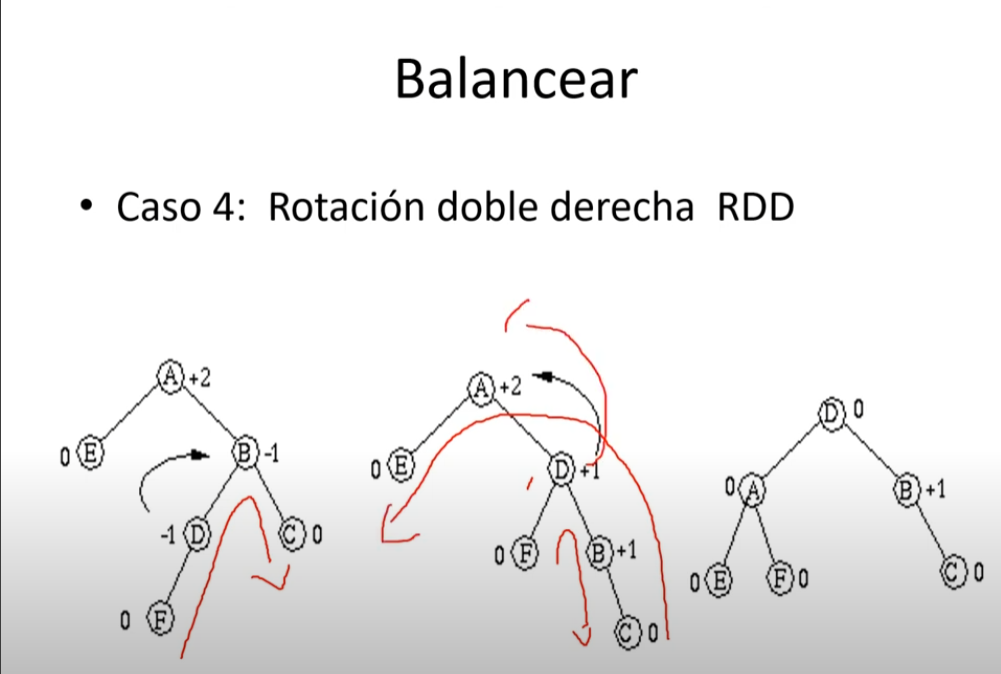 Balancear
• Caso 4: Rotación doble derecha RDD
A +2
0 E
B -1
-1 D
C 0
0 F
A +2
0 E
D +1
0 F
B +1
C 0
D 0
0 A
B +1
0 E
F 0
C 0